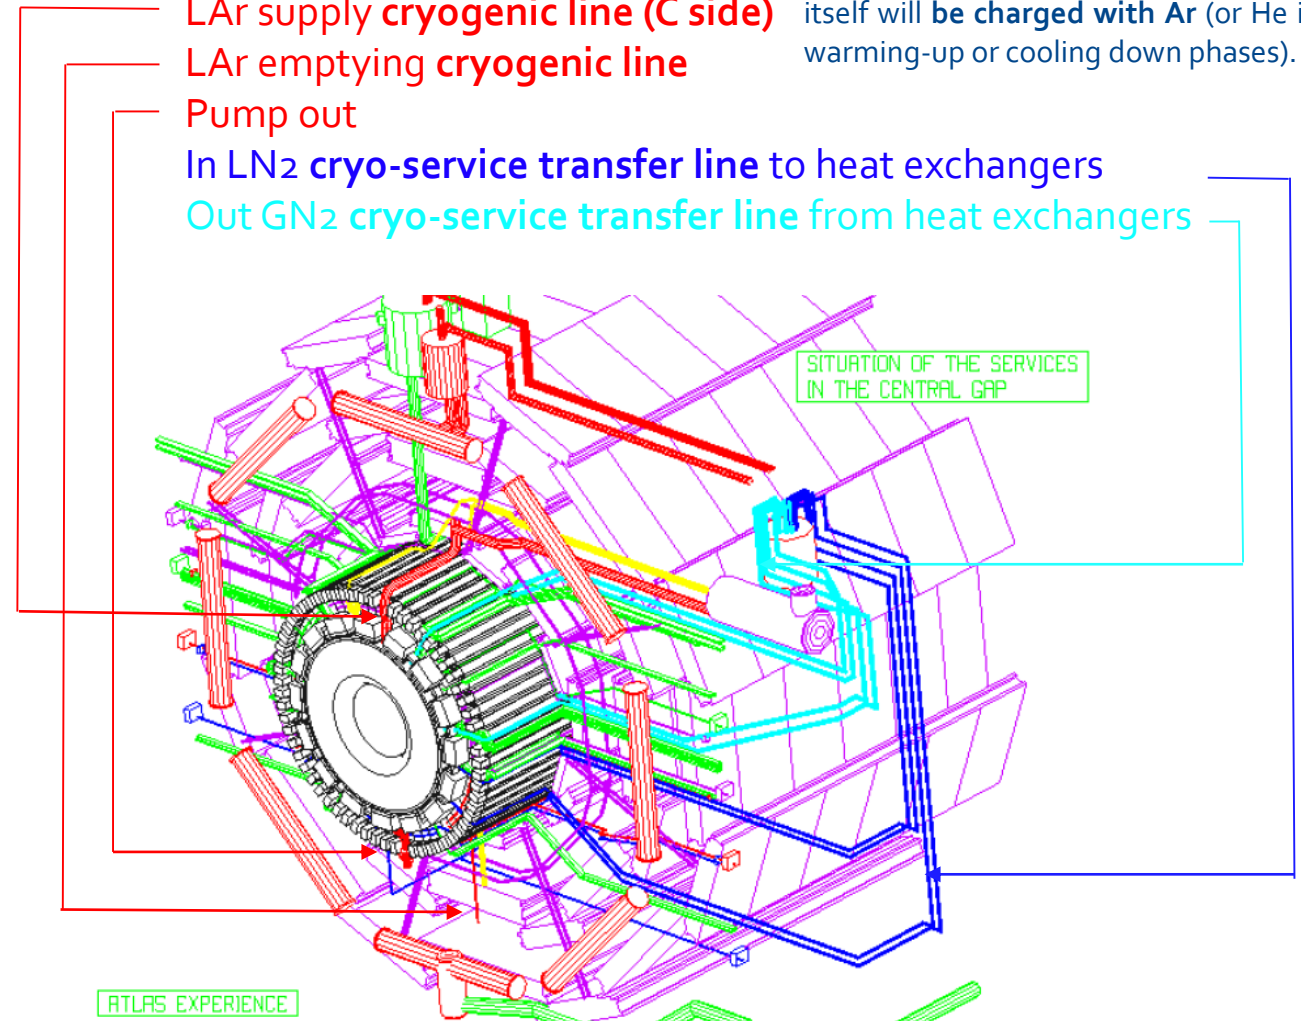 LAr supply cryogenic line (C side)
LAr emptying cryogenic line
Pump out
In LN2 cryo-service transfer line to heat exchangers
Out GN2 cryo-service transfer line from heat exchangers
itself will be charged with Ar (or He i
warming-up or cooling down phases).
SITUATION OF THE SERVICES
IN THE CENTRAL GAP
ATLAS EXPERIENCE